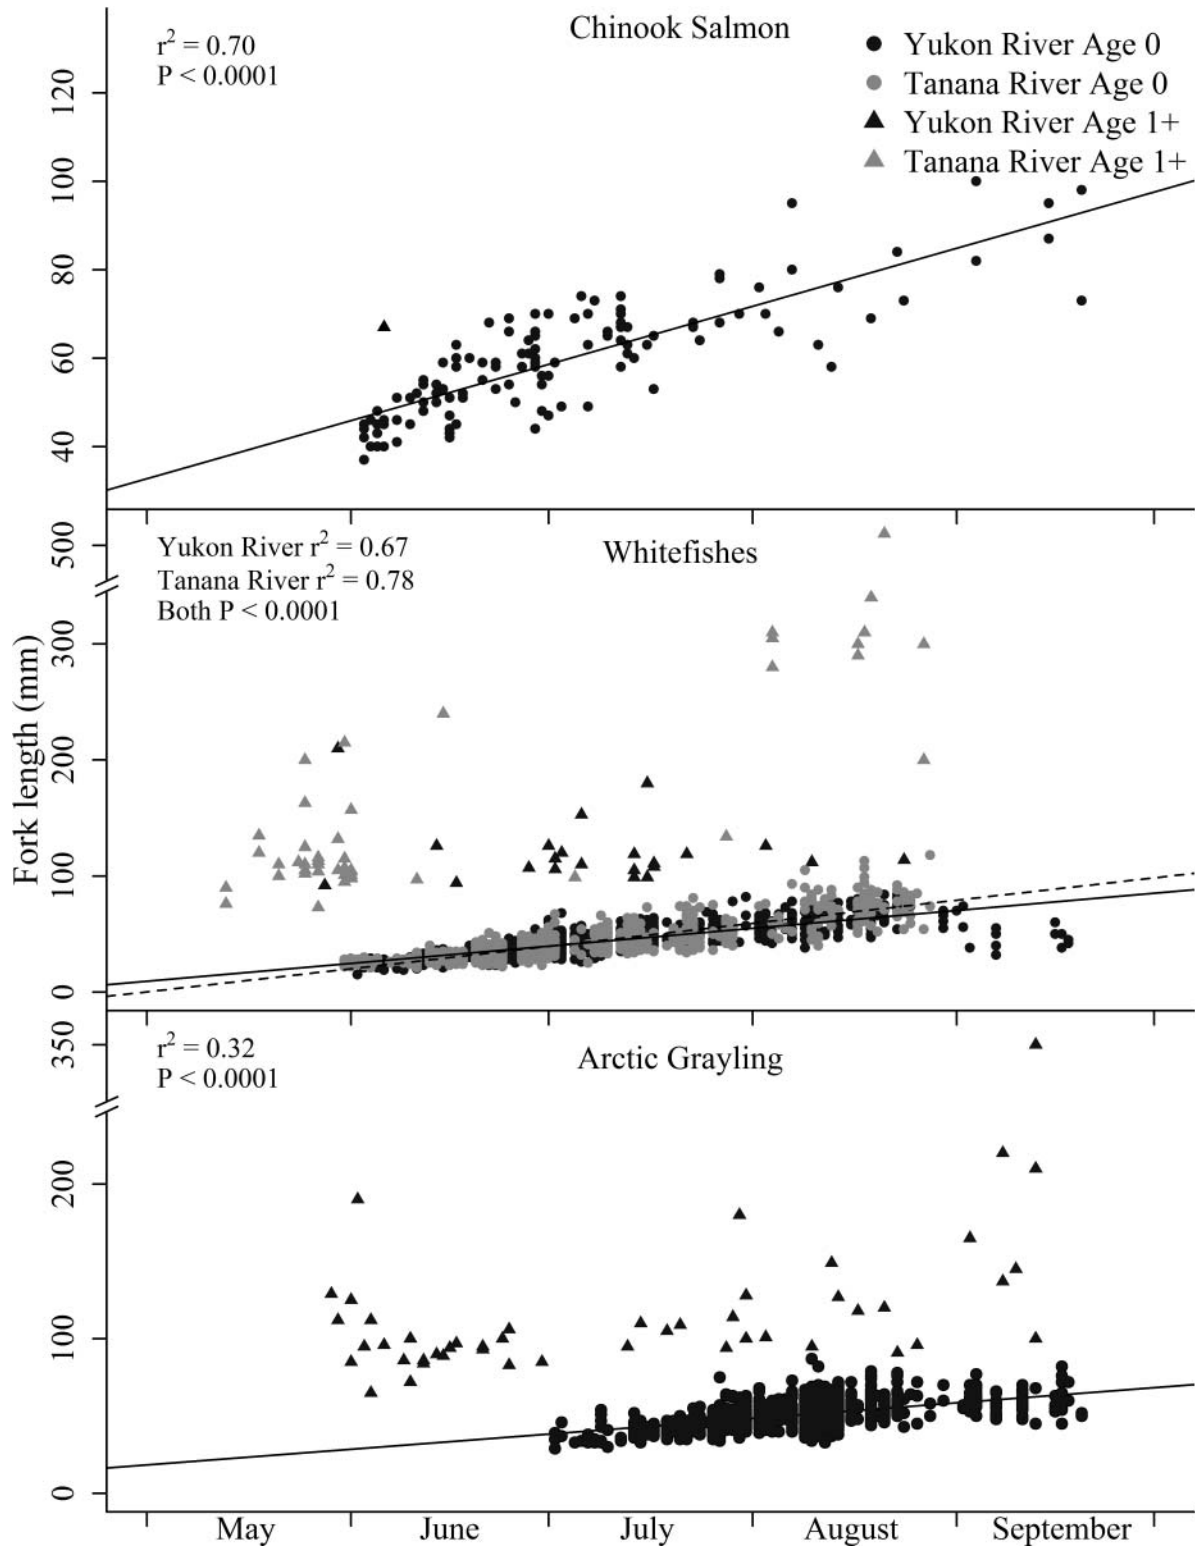 r² = 0.70
P < 0.0001
Chinook Salmon
Yukon River Age 0
Tanana River Age 0
Yukon River Age 1+
Tanana River Age 1+
120
100
80
60
40
Yukon River r² = 0.67
Tanana River r² = 0.78
Both P < 0.0001
Whitefishes
500
300
200
100
0
Fork length (mm)
r² = 0.32
P < 0.0001
Arctic Grayling
350
200
100
0
May June July August September